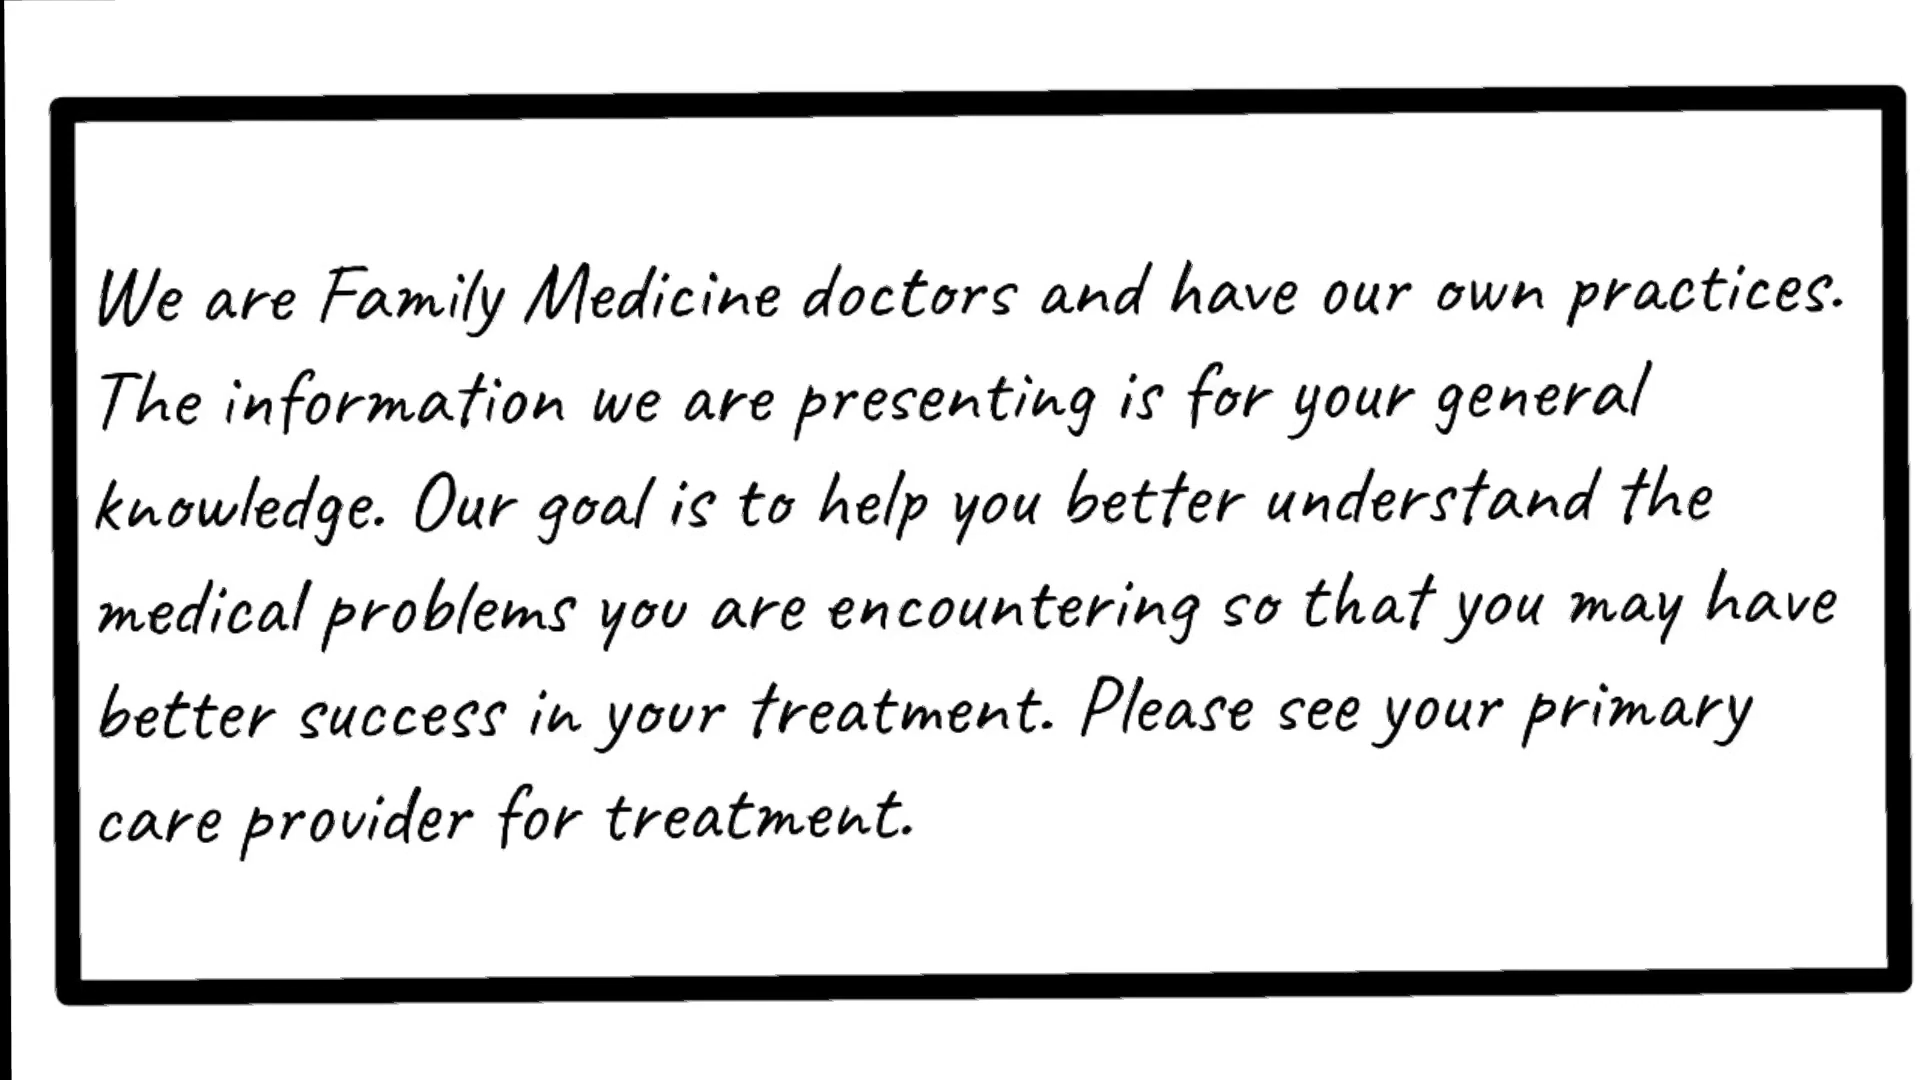 We are Family Medicine doctors and have our own practices.
The information we are presenting is for your general
knowledge. Our goal is to help you better understand the
medical problems you are encountering so that you may have
better success in your treatment. Please see your primary
care provider for treatment.